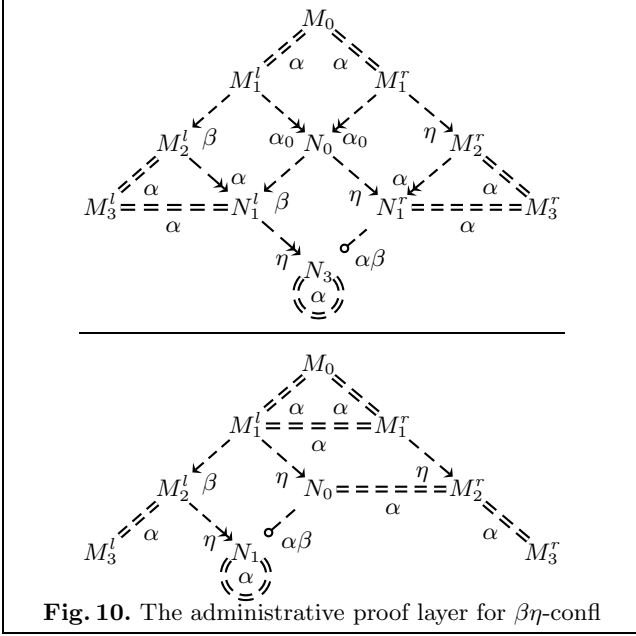 M₀
α α
M₁ˡ M₁ʳ
M₂ˡ β α₀ N₀ α₀ η M₂ʳ
α α α α
M₃ˡ α N₁ˡ β η N₁ʳ α M₃ʳ
η N₃ αβ
α
M₀
α α
M₁ˡ α M₁ʳ
M₂ˡ β η N₀ α η M₂ʳ
M₃ˡ α η N₁ αβ α M₃ʳ
α
Fig. 10. The administrative proof layer for βη-confl